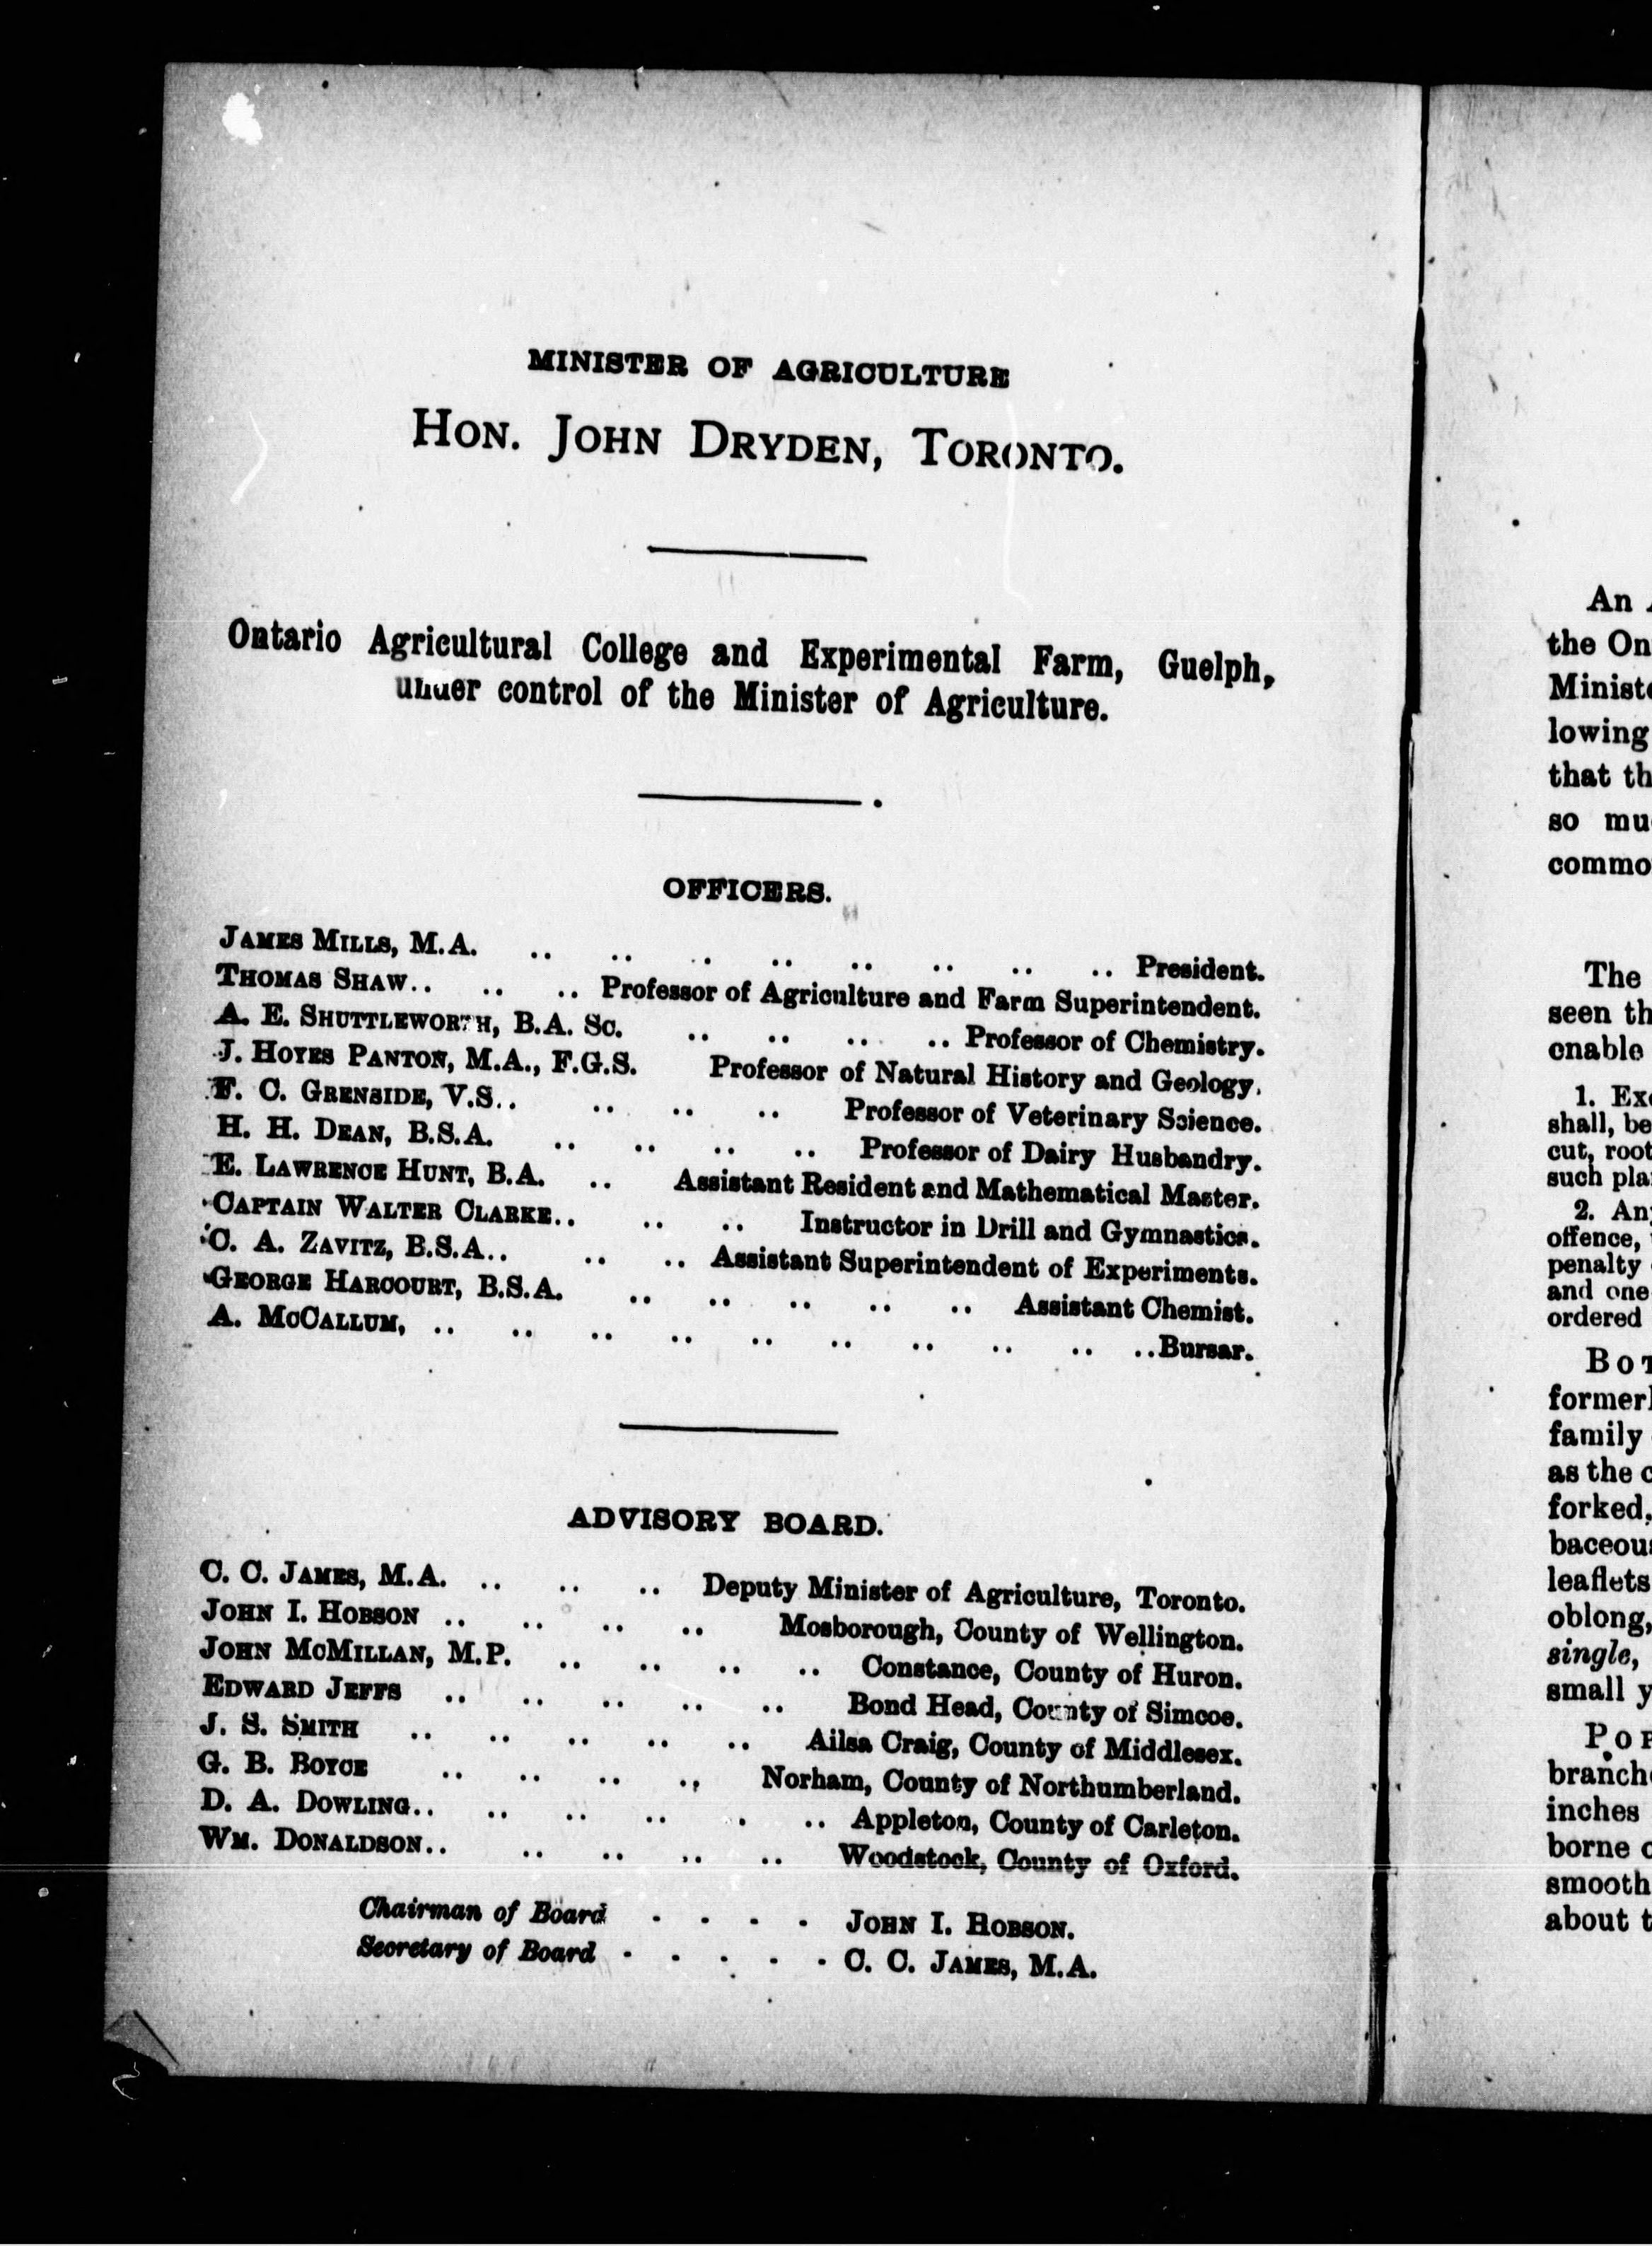 MINISTER OF AGRICULTURE
HON. JOHN DRYDEN, TORONTO.
Ontario Agricultural College and Experimental Farm, Guelph,
under control of the Minister of Agriculture.
OFFICERS.
JAMES MILLS, M.A. .. .. .. .. .. .. .. .. President.
THOMAS SHAW.. .. .. Professor of Agriculture and Farm Superintendent.
A. E. SHUTTLEWORTH, B.A. SC. .. .. .. .. Professor of Chemistry.
J. HOYES PANTON, M.A., F.G.S. Professor of Natural History and Geology.
F. C. GRENSIDE, V.S.. .. .. .. Professor of Veterinary Science.
H. H. DEAN, B.S.A. .. .. .. .. Professor of Dairy Husbandry.
E. LAWRENCE HUNT, B.A. .. Assistant Resident and Mathematical Master.
CAPTAIN WALTER CLARKE.. .. .. Instructor in Drill and Gymnastics.
C. A. ZAVITZ, B.S.A.. .. .. Assistant Superintendent of Experiments.
GEORGE HARCOURT, B.S.A. .. .. .. .. .. Assistant Chemist.
A. MCCALLUM, .. .. .. .. .. .. .. .. .. ..Bursar.
ADVISORY BOARD.
C. C. JAMES, M.A. .. .. .. Deputy Minister of Agriculture, Toronto.
JOHN I. HOBSON .. .. .. .. Mosborough, County of Wellington.
JOHN MCMILLAN, M.P. .. .. .. .. Constance, County of Huron.
EDWARD JEFFS .. .. .. .. .. Bond Head, County of Simcoe.
J. S. SMITH .. .. .. .. .. Ailsa Craig, County of Middlesex.
G. B. BOYCE .. .. .. .. Norham, County of Northumberland.
D. A. DOWLING.. .. .. .. . .. Appleton, County of Carleton.
WM. DONALDSON.. .. .. .. .. Woodstock, County of Oxford.
Chairman of Board - - - - JOHN I. HOBSON.
Secretary of Board - - - - - C. C. JAMES, M.A.
An
the On
Ministe
lowing
that th
so mu
commo
The
seen th
enable
1. Exc
shall, be
cut, root
such pla
2. An
offence,
penalty
and one
ordered
BOT
former
family
as the c
forked,
baceou
leaflets
oblong,
single,
small y
POP
branch
inches
borne o
smooth
about t